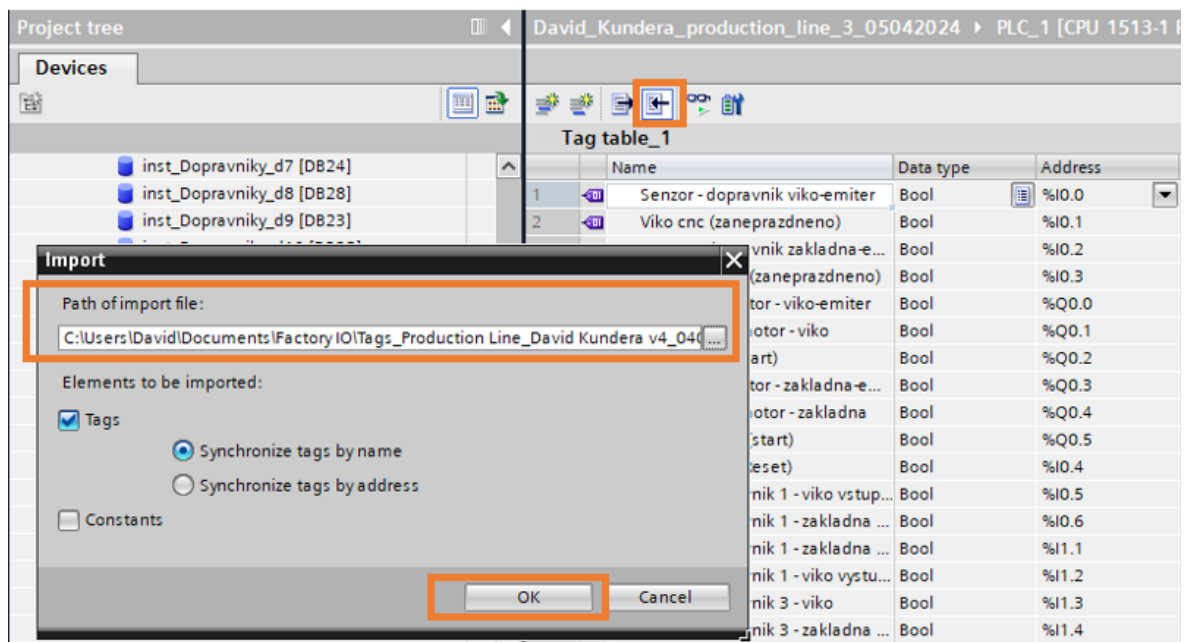 Project tree
David_Kundera_production_line_3_05042024 ▸ PLC_1 [CPU 1513-1
Devices
Tag table_1
Name Data type Address
inst_Dopravniky_d7 [DB24]
inst_Dopravniky_d8 [DB28]
inst_Dopravniky_d9 [DB23]
1 Senzor - dopravnik viko-emiter Bool %I0.0
2 Viko cnc (zaneprazdneno) Bool %I0.1
vnik zakladna-e... Bool %I0.2
(zaneprazdneno) Bool %I0.3
tor - viko-emiter Bool %Q0.0
otor - viko Bool %Q0.1
art) Bool %Q0.2
tor - zakladna-e... Bool %Q0.3
otor - zakladna Bool %Q0.4
start) Bool %Q0.5
eset) Bool %I0.4
nik 1 - viko vstup... Bool %I0.5
nik 1 - zakladna ... Bool %I0.6
nik 1 - zakladna ... Bool %I1.1
nik 1 - viko vystu... Bool %I1.2
nik 3 - viko Bool %I1.3
nik 3 - zakladna ... Bool %I1.4
Import
Path of import file:
C:\Users\David\Documents\Factory IO\Tags_Production Line_David Kundera v4_040 ...
Elements to be imported:
Tags
Synchronize tags by name
Synchronize tags by address
Constants
OK Cancel